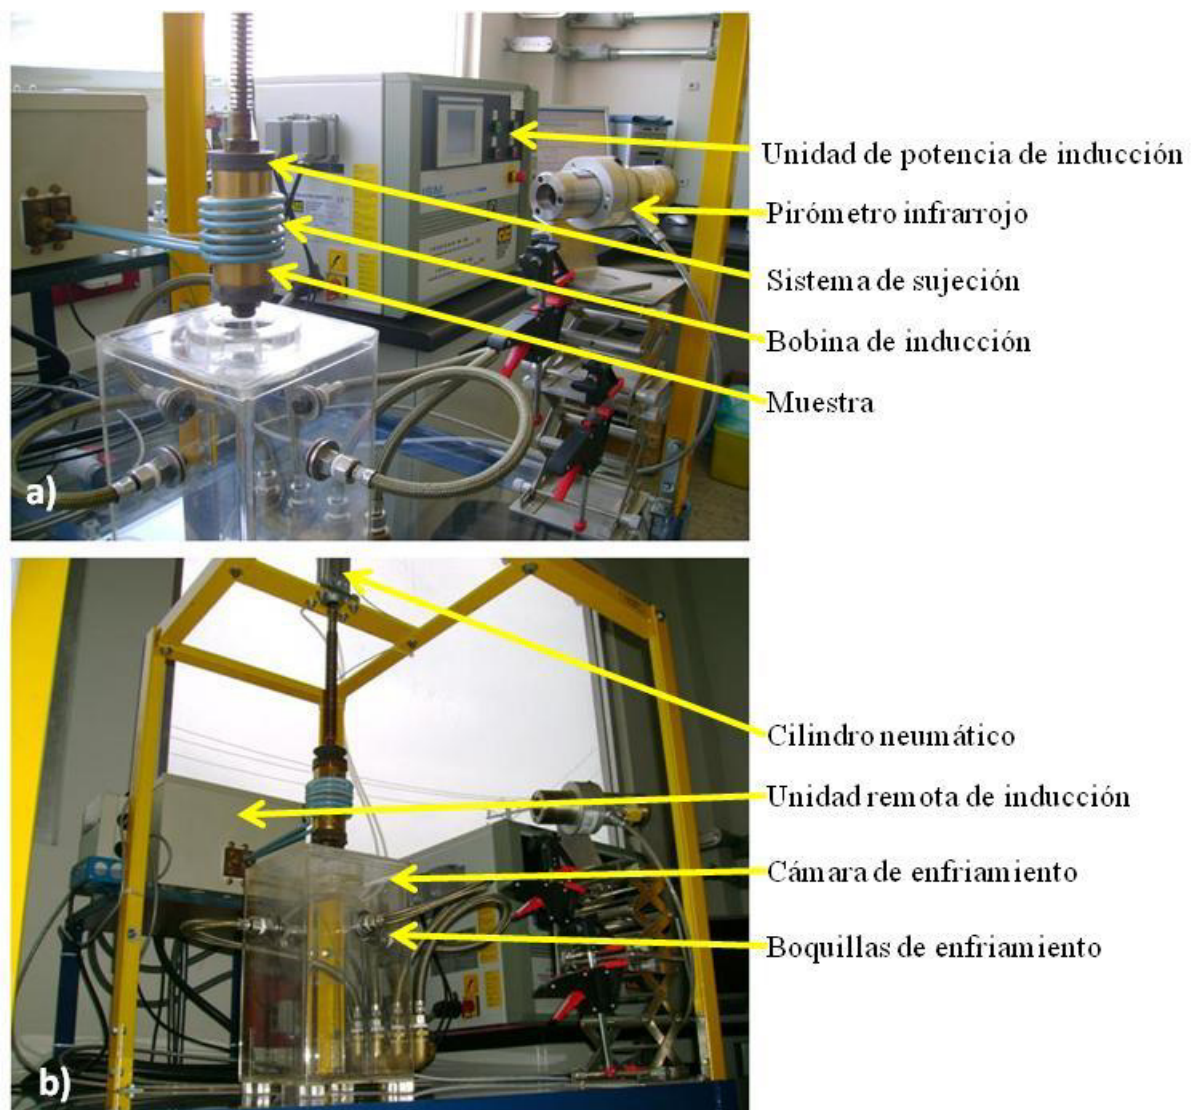 Unidad de potencia de inducción
Pirómetro infrarrojo
Sistema de sujeción
Bobina de inducción
Muestra
a)
Cilindro neumático
Unidad remota de inducción
Cámara de enfriamiento
Boquillas de enfriamiento
b)